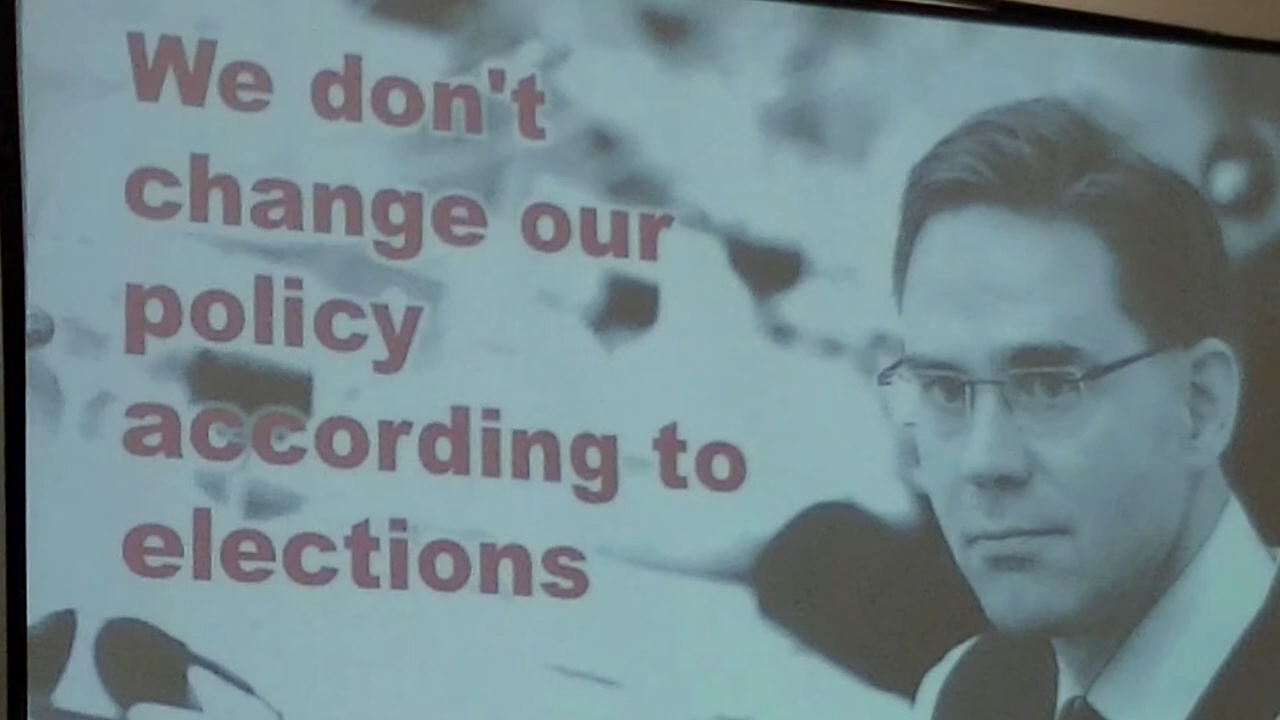 We don't
change our
policy
according to
elections